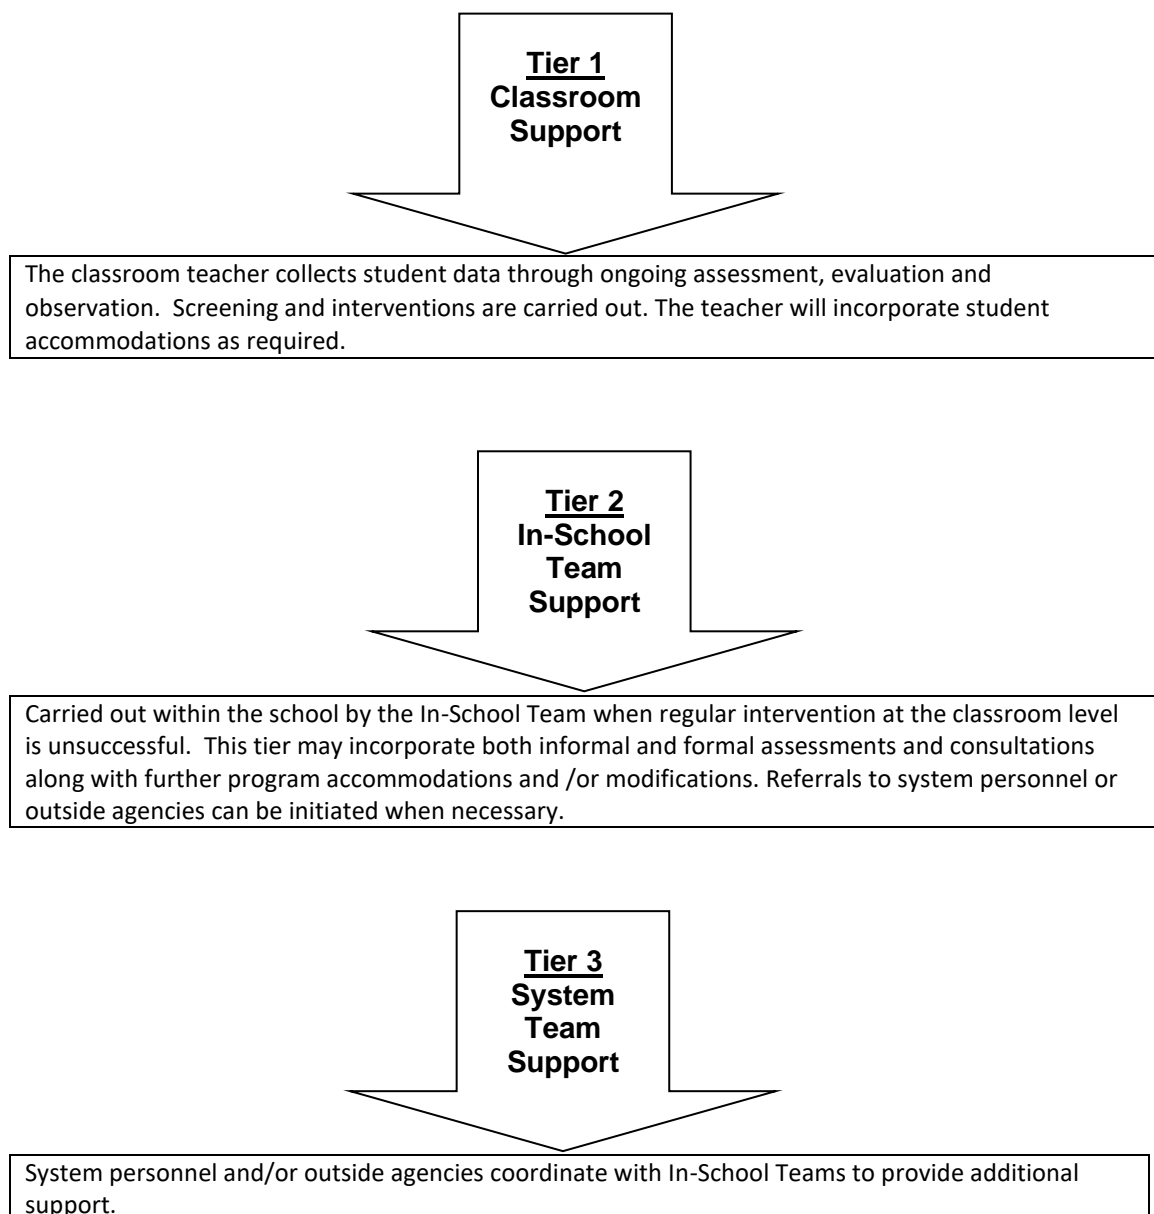 Tier 1
Classroom
Support
The classroom teacher collects student data through ongoing assessment, evaluation and
observation.  Screening and interventions are carried out. The teacher will incorporate student
accommodations as required.
Tier 2
In-School
Team
Support
Carried out within the school by the In-School Team when regular intervention at the classroom level
is unsuccessful.  This tier may incorporate both informal and formal assessments and consultations
along with further program accommodations and /or modifications. Referrals to system personnel or
outside agencies can be initiated when necessary.
Tier 3
System
Team
Support
System personnel and/or outside agencies coordinate with In-School Teams to provide additional
support.